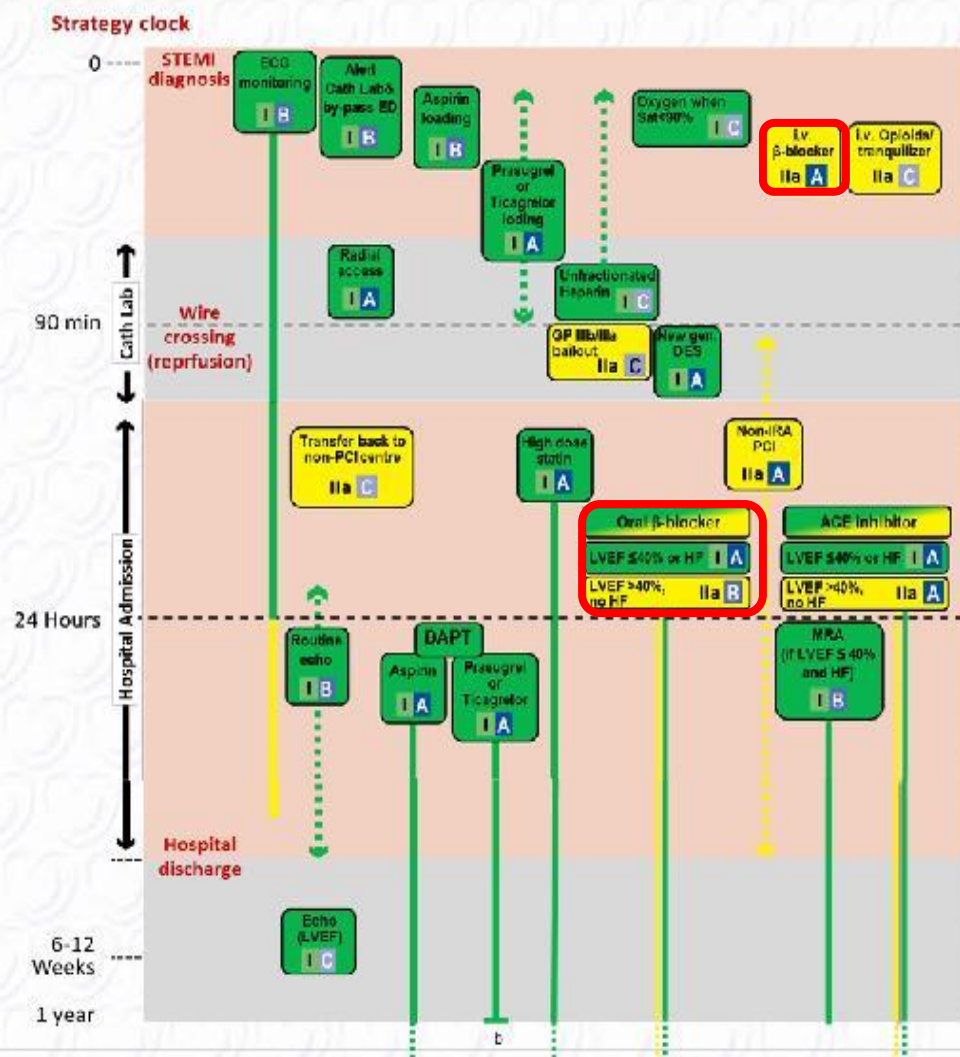 Strategy clock
0
STEMI
diagnosis
ECG
monitoring
I B
Alert
Cath Lab&
by-pass ED
I B
Aspirin
loading
I B
Prasugrel
or
Ticagrelor
loding
I A
Oxygen when
Sat<90%
I C
i.v.
β-blocker
IIa A
i.v. Opioids/
tranquilizer
IIa C
Cath Lab
Radial
access
I A
Unfractionated
Heparin I C
90 min
Wire
crossing
(reprfusion)
GP IIb/IIIa
bailout
IIa C
New gen.
DES
I A
Hospital Admission
Transfer back to
non-PCI centre
IIa C
High dose
statin
I A
Non-IRA
PCI
IIa A
Oral β-blocker
LVEF ≤40% or HF I A
LVEF >40%,
no HF IIa B
ACE inhibitor
LVEF ≤40% or HF I A
LVEF >40%,
no HF IIa A
24 Hours
Routine
echo
I B
DAPT
Aspirin
I A
Prasugrel
or
Ticagrelor
I A
MRA
(if LVEF ≤ 40%
and HF)
I B
Hospital
discharge
Echo
(LVEF)
I C
6-12
Weeks
1 year
b